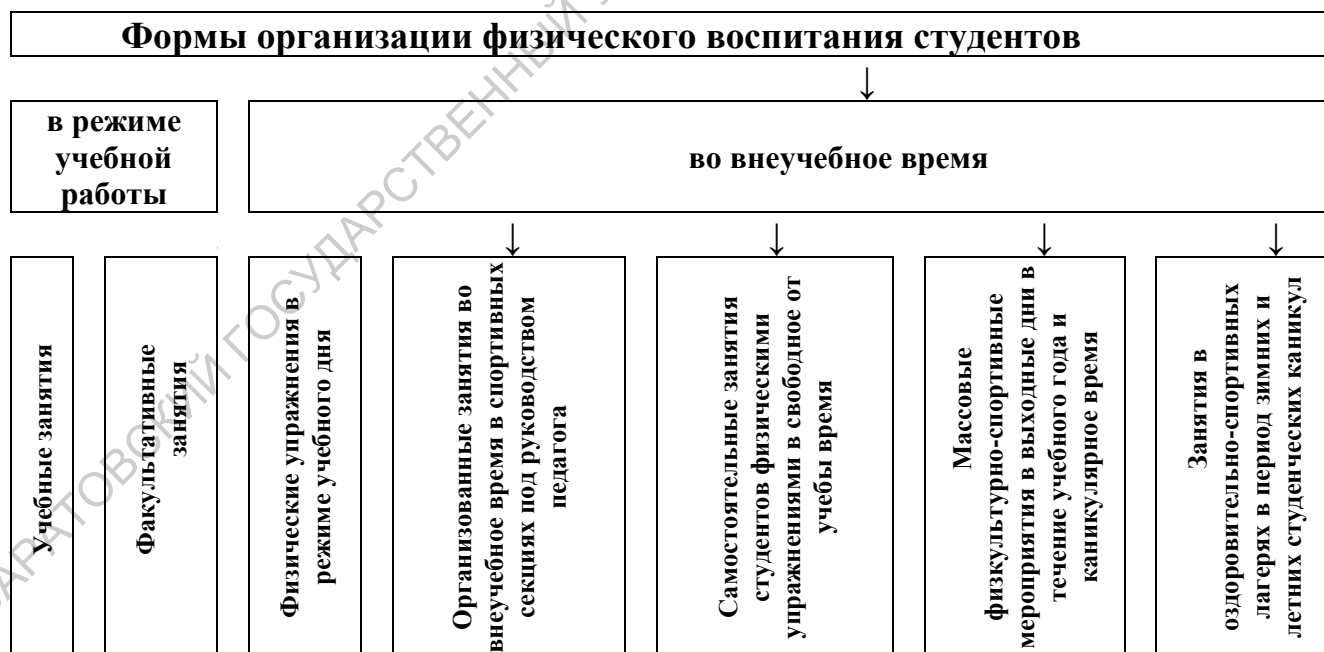 Формы организации физического воспитания студентов
в режиме
учебной
работы
во внеучебное время
Учебные занятия
Факультативные
занятия
Физические упражнения в
режиме учебного дня
Организованные занятия во
внеучебное время в спортивных
секциях под руководством
педагога
Самостоятельные занятия
студентов физическими
упражнениями в свободное от
учебы время
Массовые
физкультурно-спортивные
мероприятия в выходные дни в
течение учебного года и
каникулярное время
Занятия в
оздоровительно-спортивных
лагерях в период зимних и
летних студенческих каникул
САРАТОВСКИЙ ГОСУДАРСТВЕННЫЙ